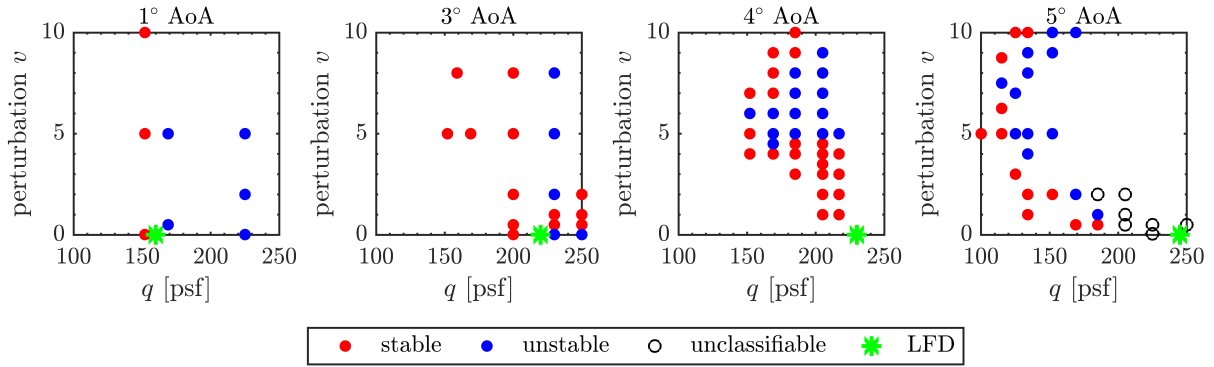 1° AoA
3° AoA
4° AoA
5° AoA
10
5
0
perturbation v
100
150
200
250
q [psf]
10
5
0
perturbation v
100
150
200
250
q [psf]
10
5
0
perturbation v
100
150
200
250
q [psf]
10
5
0
perturbation v
100
150
200
250
q [psf]
stable
unstable
unclassifiable
LFD